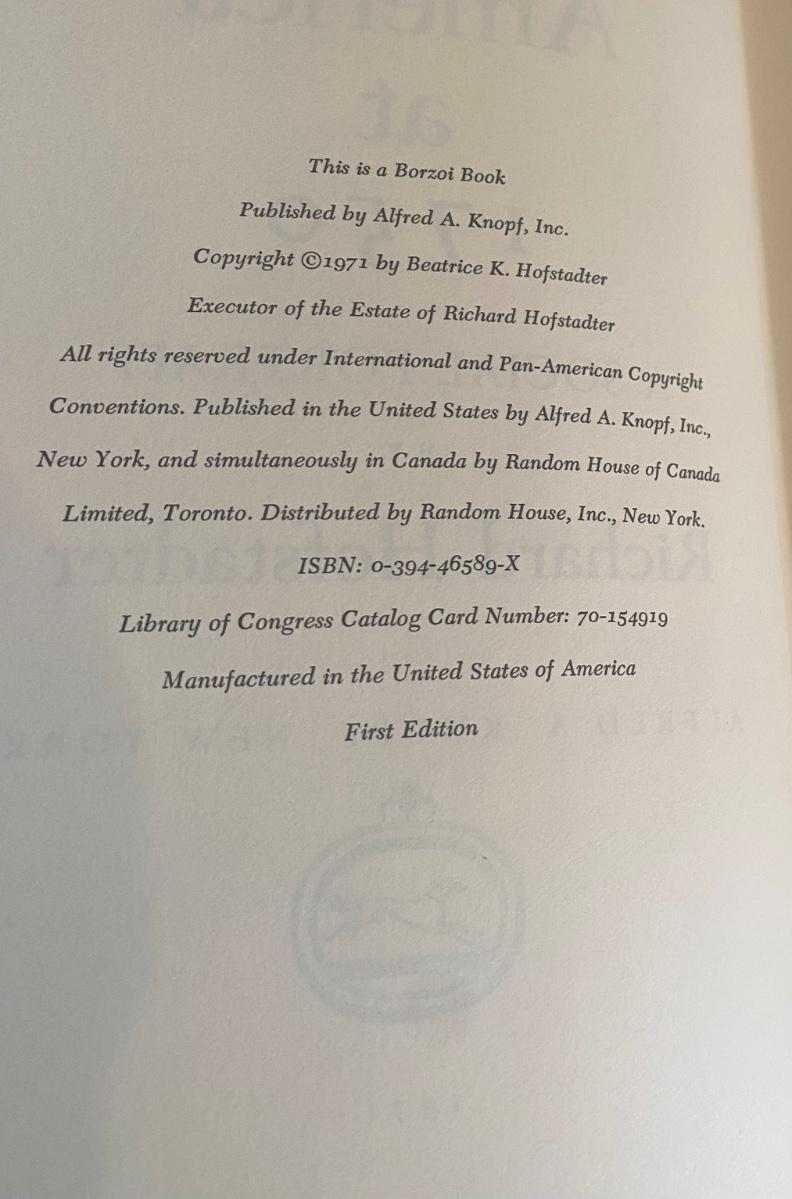 America
at
This is a Borzoi Book
Published by Alfred A. Knopf, Inc.
Copyright ©1971 by Beatrice K. Hofstadter
Executor of the Estate of Richard Hofstadter
All rights reserved under International and Pan-American Copyright
Conventions. Published in the United States by Alfred A. Knopf, Inc.,
New York, and simultaneously in Canada by Random House of Canada
Limited, Toronto. Distributed by Random House, Inc., New York.
ISBN: 0-394-46589-X
Library of Congress Catalog Card Number: 70-154919
Manufactured in the United States of America
First Edition